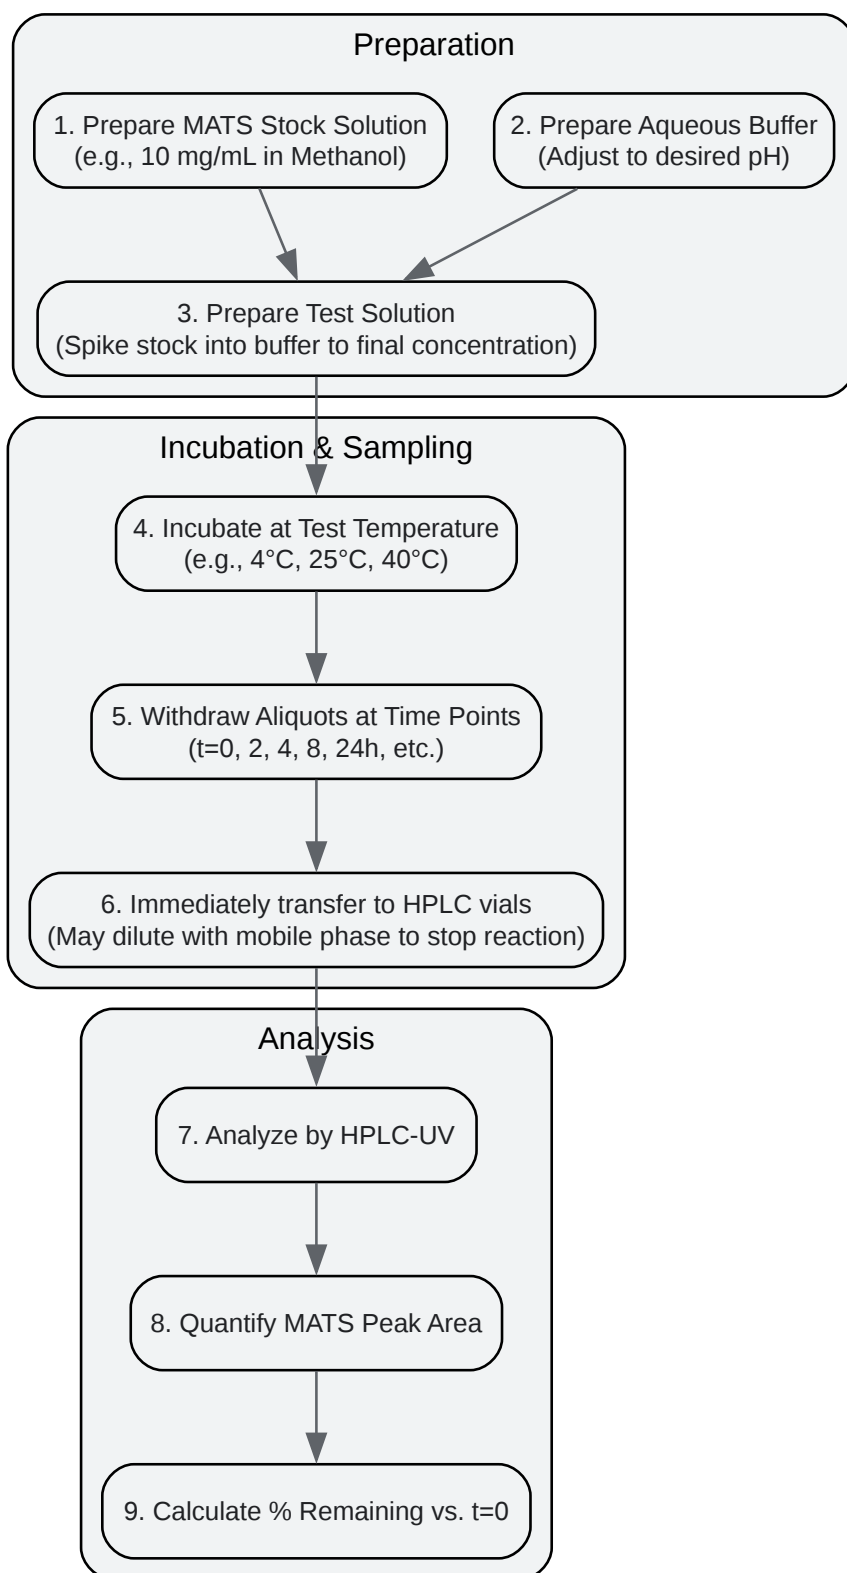 Preparation
1. Prepare MATS Stock Solution
(e.g., 10 mg/mL in Methanol)
2. Prepare Aqueous Buffer
(Adjust to desired pH)
3. Prepare Test Solution
(Spike stock into buffer to final concentration)
Incubation & Sampling
4. Incubate at Test Temperature
(e.g., 4°C, 25°C, 40°C)
5. Withdraw Aliquots at Time Points
(t=0, 2, 4, 8, 24h, etc.)
6. Immediately transfer to HPLC vials
(May dilute with mobile phase to stop reaction)
Analysis
7. Analyze by HPLC-UV
8. Quantify MATS Peak Area
9. Calculate % Remaining vs. t=0